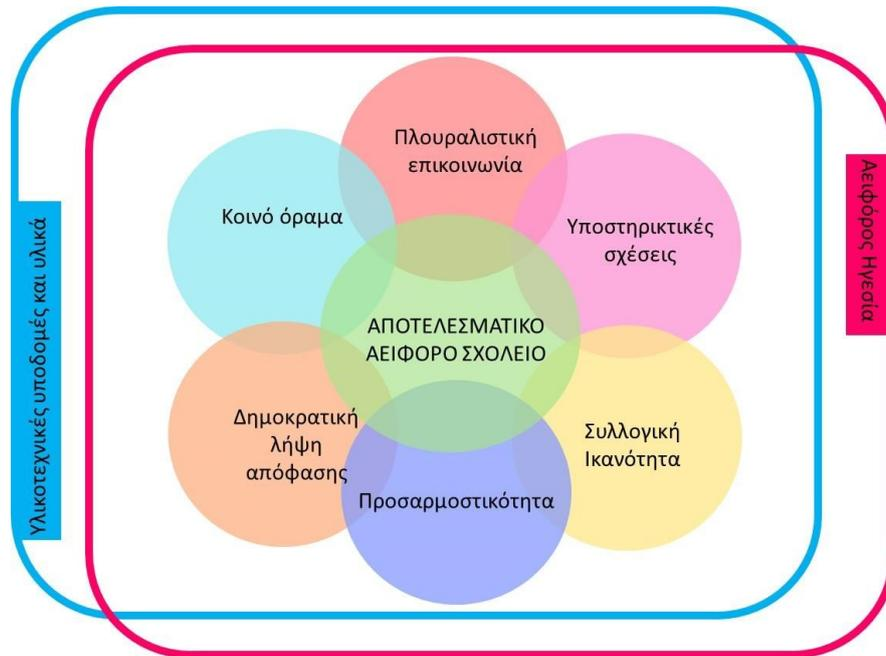 Πλουραλιστική
επικοινωνία
Κοινό όραμα
Υποστηρικτικές
σχέσεις
ΑΠΟΤΕΛΕΣΜΑΤΙΚΟ
ΑΕΙΦΟΡΟ ΣΧΟΛΕΙΟ
Δημοκρατική
λήψη
απόφασης
Συλλογική
Ικανότητα
Προσαρμοστικότητα
Υλικοτεχνικές υποδομές και υλικά
Αειφόρος Ηγεσία